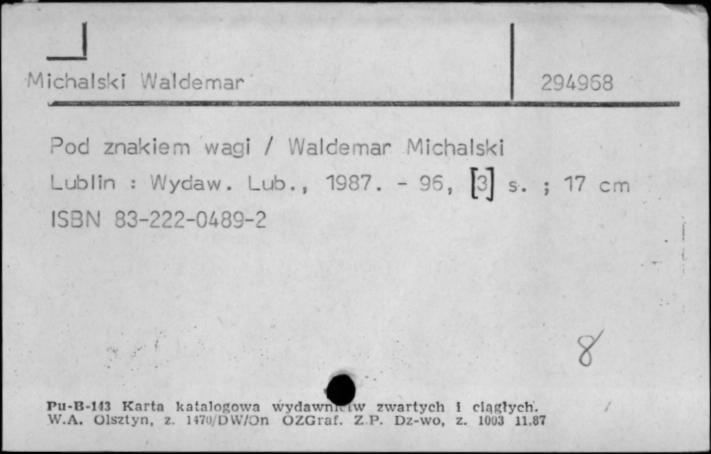 Michalski Waldemar 294968
Pod znakiem wagi / Waldemar Michalski
Lublin : Wydaw. Lub., 1987. - 96, [3] s. ; 17 cm
ISBN 83-222-0489-2
8
Pu-B-143 Karta katalogowa wydawnictw zwartych i ciągłych.
W.A. Olsztyn, z. 1470/DW/On OZGraf. Z.P. Dz-wo, z. 1003 11.87